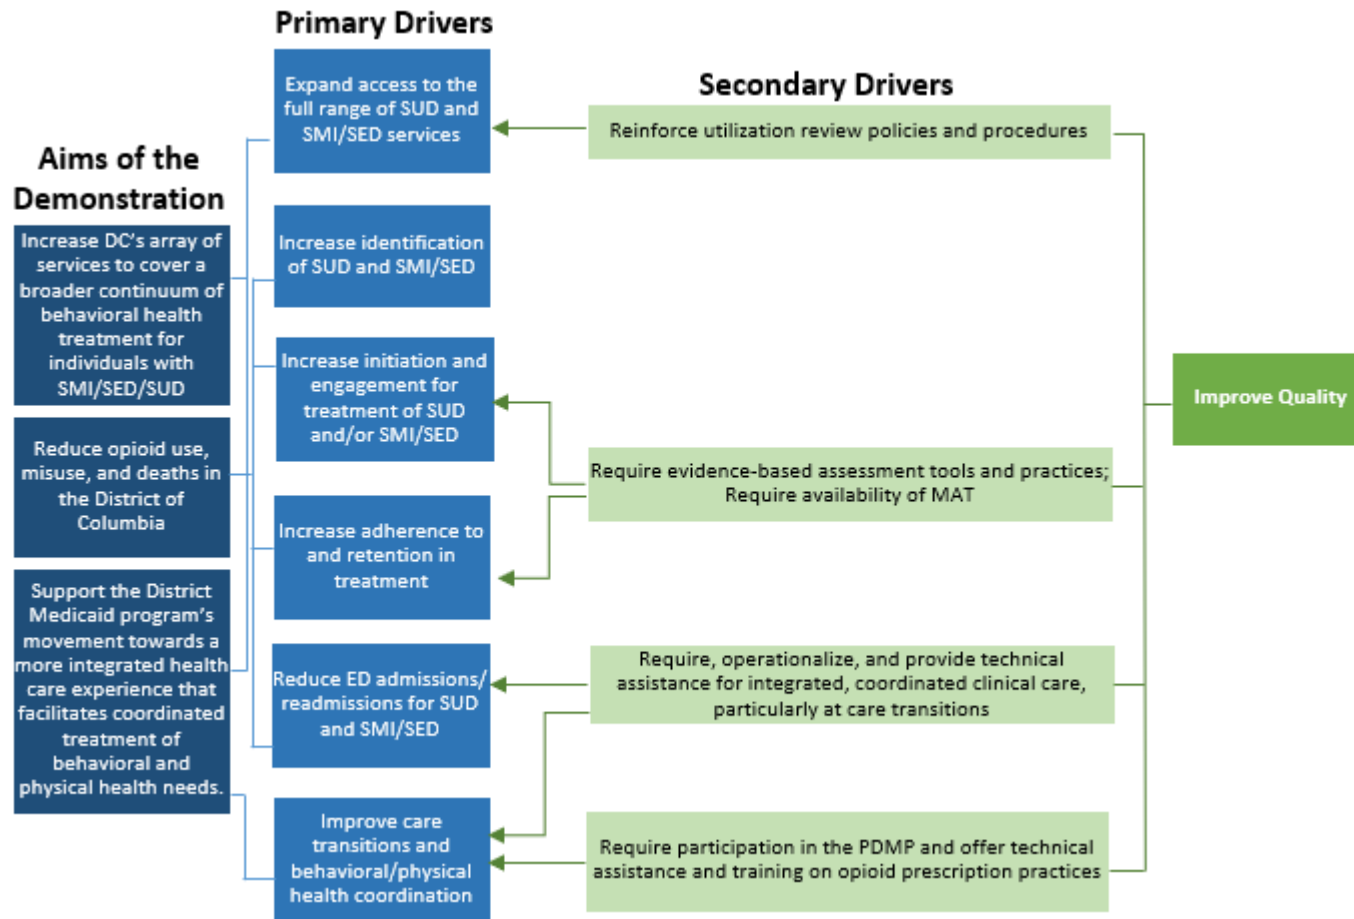 Primary Drivers
Secondary Drivers
Aims of the
Demonstration
Increase DC's array of
services to cover a
broader continuum of
behavioral health
treatment for
individuals with
SMI/SED/SUD
Reduce opioid use,
misuse, and deaths in
the District of
Columbia
Support the District
Medicaid program's
movement towards a
more integrated health
care experience that
facilitates coordinated
treatment of
behavioral and
physical health needs.
Expand access to the
full range of SUD and
SMI/SED services
Increase identification
of SUD and SMI/SED
Increase initiation and
engagement for
treatment of SUD
and/or SMI/SED
Increase adherence to
and retention in
treatment
Reduce ED admissions/
readmissions for SUD
and SMI/SED
Improve care
transitions and
behavioral/physical
health coordination
Reinforce utilization review policies and procedures
Require evidence-based assessment tools and practices;
Require availability of MAT
Require, operationalize, and provide technical
assistance for integrated, coordinated clinical care,
particularly at care transitions
Require participation in the PDMP and offer technical
assistance and training on opioid prescription practices
Improve Quality